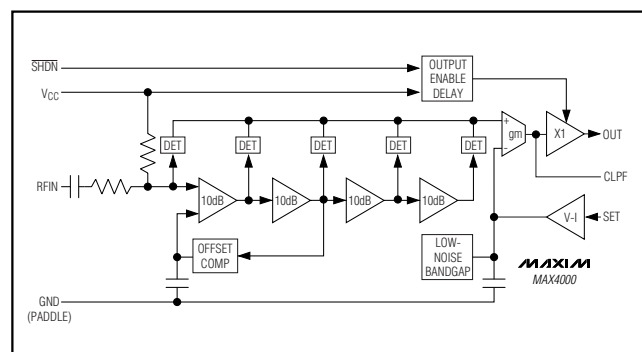 SHDN
OUTPUT
ENABLE
DELAY
VCC
DET
DET
DET
DET
DET
+
gm
-
X1
OUT
CLPF
RFIN
10dB
10dB
10dB
10dB
V-I
SET
OFFSET
COMP
LOW-
NOISE
BANDGAP
MAXIM
MAX4000
GND
(PADDLE)